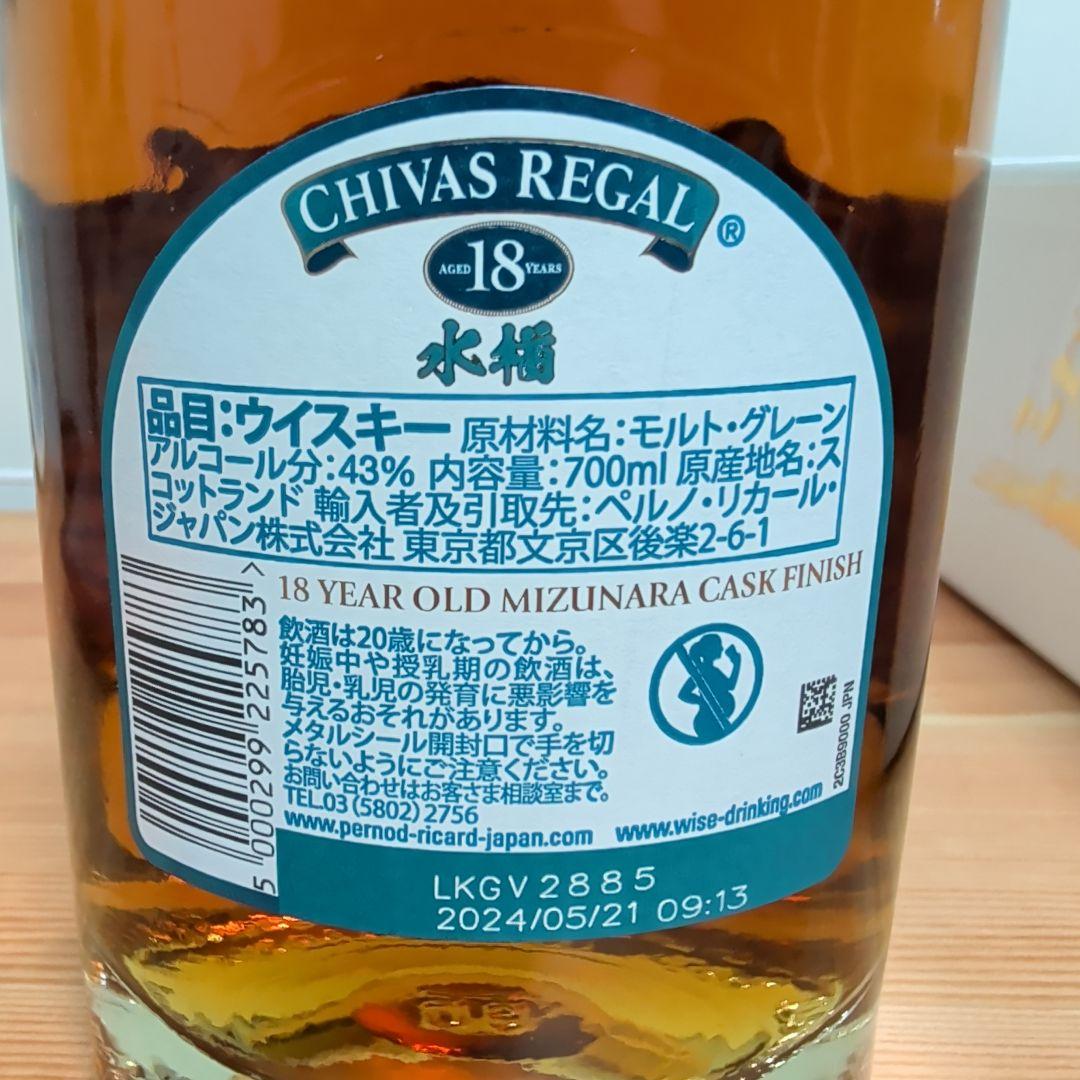 CHIVAS REGAL ®
AGED 18 YEARS
水楢
品目:ウイスキー 原材料名:モルト・グレーン
アルコール分:43% 内容量:700ml 原産地名:ス
コットランド 輸入者及引取先:ペルノ・リカール・
ジャパン株式会社 東京都文京区後楽2-6-1
18 YEAR OLD MIZUNARA CASK FINISH
飲酒は20歳になってから。
妊娠中や授乳期の飲酒は、
胎児・乳児の発育に悪影響を
与えるおそれがあります。
メタルシール開封口で手を切
らないようにご注意ください。
お問い合わせはお客さま相談室まで。
TEL.03 (5802) 2756
www.pernod-ricard-japan.com www.wise-drinking.com
5 000299 225783 >
2C3B9000 JPN
LKGV2885
2024/05/21 09:13